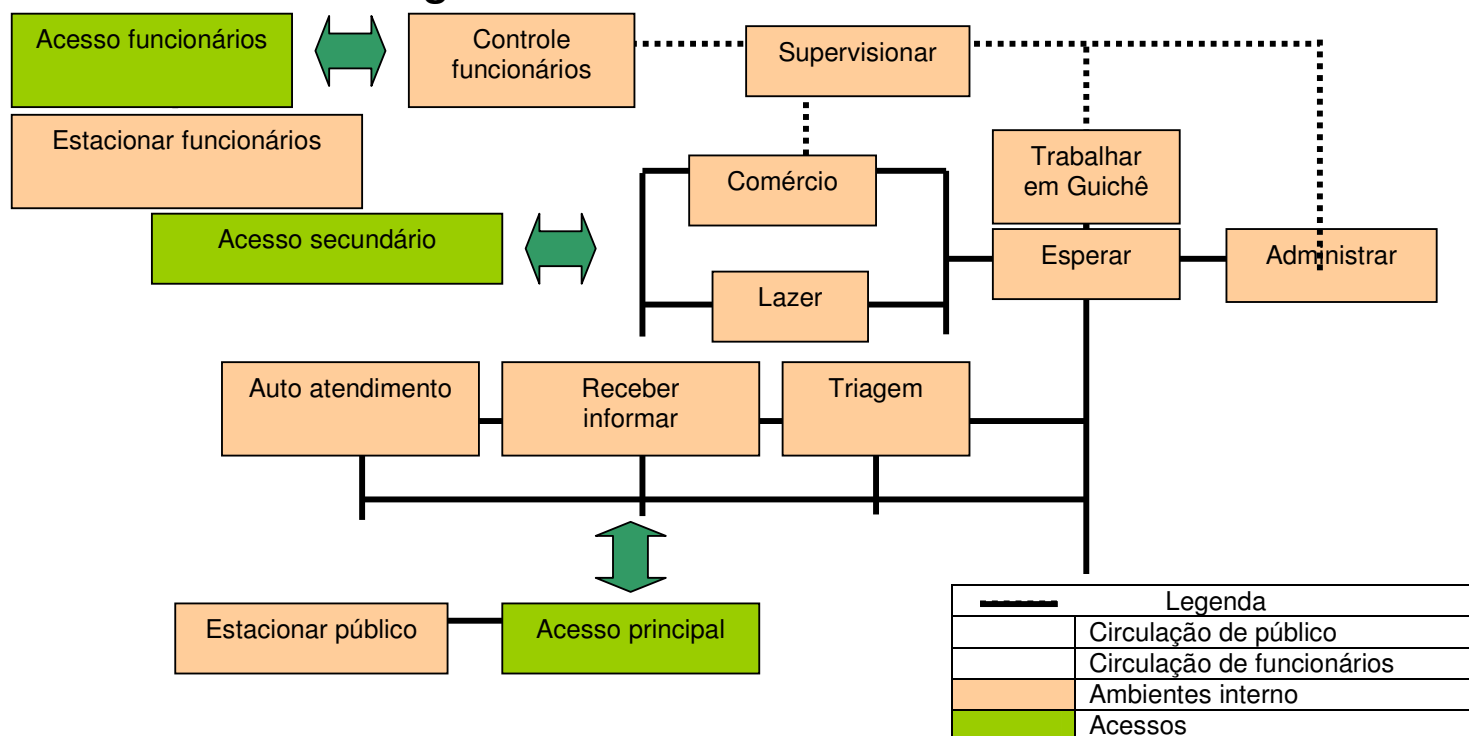 Acesso funcionários
Controle
funcionários
Supervisionar
Estacionar funcionários
Comércio
Trabalhar
em Guichê
Acesso secundário
Esperar
Administrar
Lazer
Auto atendimento
Receber
informar
Triagem
Estacionar público
Acesso principal
Legenda
Circulação de público
Circulação de funcionários
Ambientes interno
Acessos